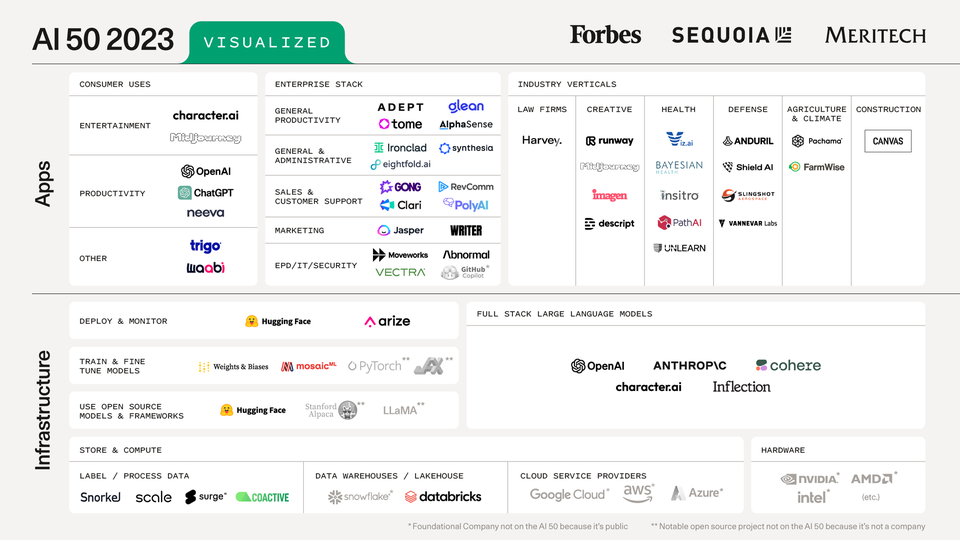 AI 50 2023
VISUALIZED
Forbes
SEQUOIA
MERITECH
Apps
CONSUMER USES
ENTERTAINMENT
character.ai
Midjourney
PRODUCTIVITY
OpenAI
ChatGPT
neeva
OTHER
trigo
waabi
ENTERPRISE STACK
GENERAL
PRODUCTIVITY
ADEPT
glean
tome
AlphaSense
GENERAL &
ADMINISTRATIVE
Ironclad
synthesia
eightfold.ai
SALES &
CUSTOMER SUPPORT
GONG
RevComm
Clari
PolyAI
MARKETING
Jasper
WRITER
EPD/IT/SECURITY
Moveworks
Abnormal
VECTRA
GitHub*
Copilot
INDUSTRY VERTICALS
LAW FIRMS
Harvey.
CREATIVE
runway
Midjourney
imagen
descript
HEALTH
Viz.ai
BAYESIAN
HEALTH
insitro
PathAI
UNLEARN
DEFENSE
ANDURIL
Shield AI
SLINGSHOT
AEROSPACE
VANNEVAR Labs
AGRICULTURE
& CLIMATE
Pachama
FarmWise
CONSTRUCTION
CANVAS
Infrastructure
DEPLOY & MONITOR
Hugging Face
arize
TRAIN & FINE
TUNE MODELS
Weights & Biases
mosaicML
PyTorch**
JAX**
USE OPEN SOURCE
MODELS & FRAMEWORKS
Hugging Face
Stanford
Alpaca**
LLaMA**
FULL STACK LARGE LANGUAGE MODELS
OpenAI
ANTHROP\C
cohere
character.ai
Inflection
STORE & COMPUTE
LABEL / PROCESS DATA
Snorkel
scale
surge*
COACTIVE
DATA WAREHOUSES / LAKEHOUSE
snowflake*
databricks
CLOUD SERVICE PROVIDERS
Google Cloud*
aws*
Azure*
HARDWARE
NVIDIA*
AMD*
intel*
(etc.)
* Foundational Company not on the AI 50 because it's public
** Notable open source project not on the AI 50 because it's not a company